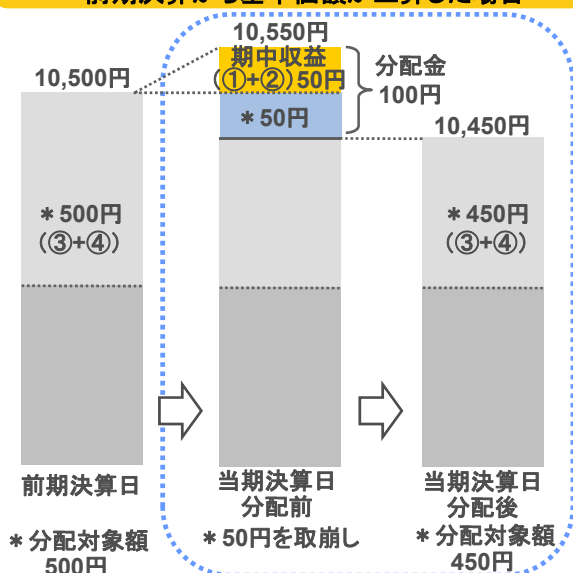 10,550円
期中収益
(①+②)50円
分配金
100円
10,500円
＊50円
10,450円
＊500円
(③+④)
＊450円
(③+④)
前期決算日
当期決算日
分配前
当期決算日
分配後
＊分配対象額
500円
＊50円を取崩し
＊分配対象額
450円